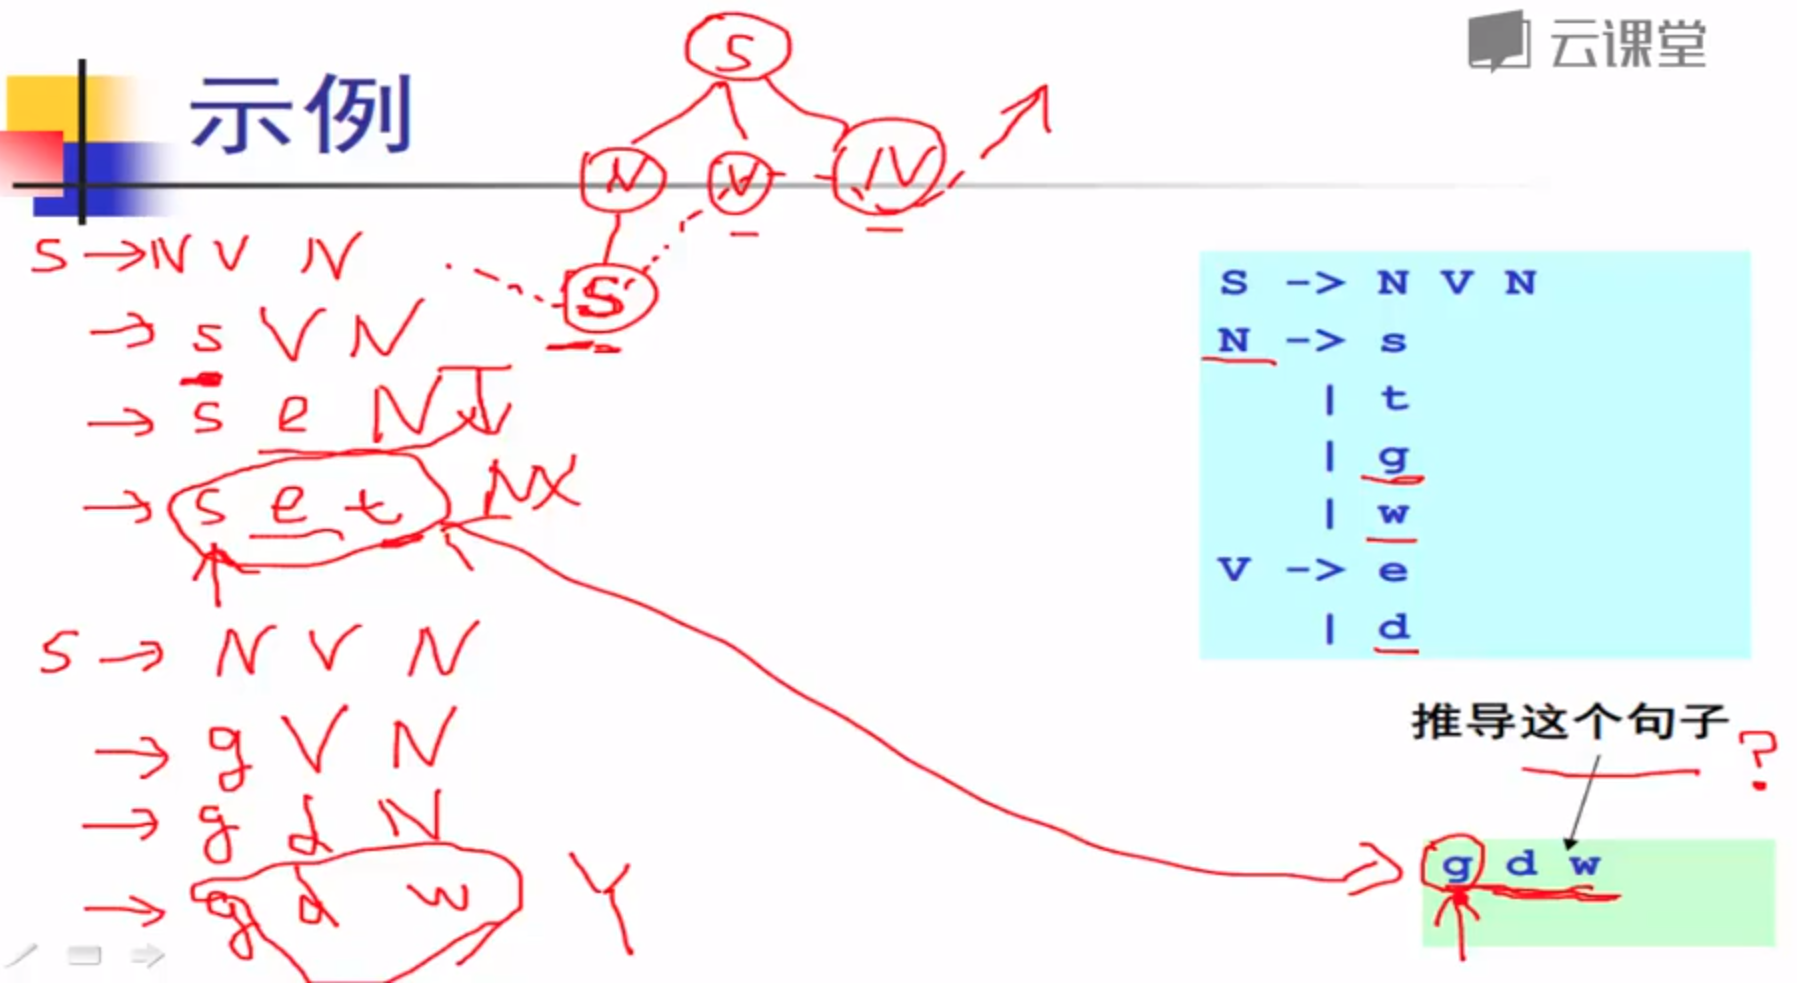 云课堂
示例
S
N V N
S
S → N V N
→ s V N
→ s e N
→ s e t N X
S → N V N
→ g V N
→ g d N
→ g d w Y
S -> N V N
N -> s
| t
| g
| w
V -> e
| d
推导这个句子 ?
g d w